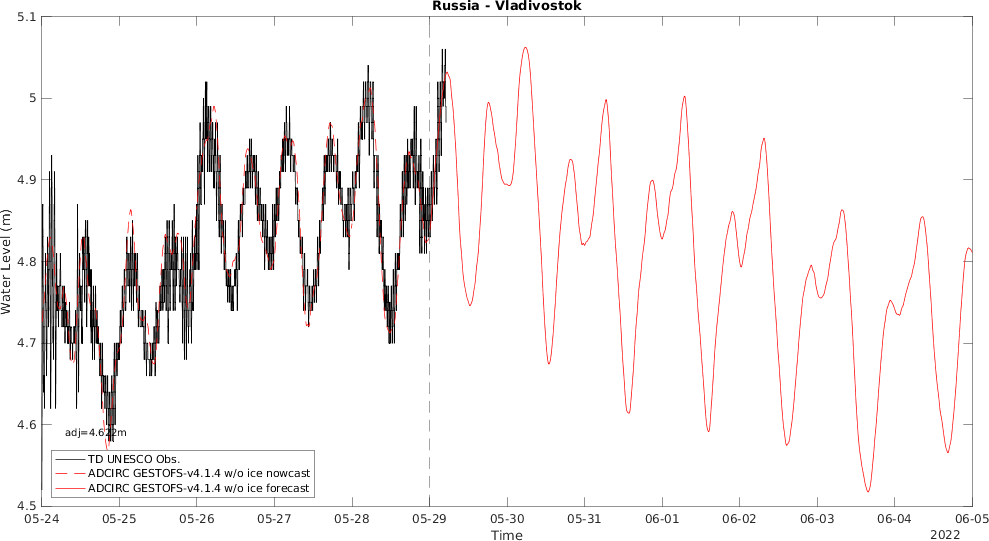 Russia - Vladivostok
5.1
5
4.9
4.8
4.7
4.6
4.5
Water Level (m)
adj=4.622m
TD UNESCO Obs.
ADCIRC GESTOFS-v4.1.4 w/o ice nowcast
ADCIRC GESTOFS-v4.1.4 w/o ice forecast
05-24 05-25 05-26 05-27 05-28 05-29 05-30 05-31 06-01 06-02 06-03 06-04 06-05
Time
2022